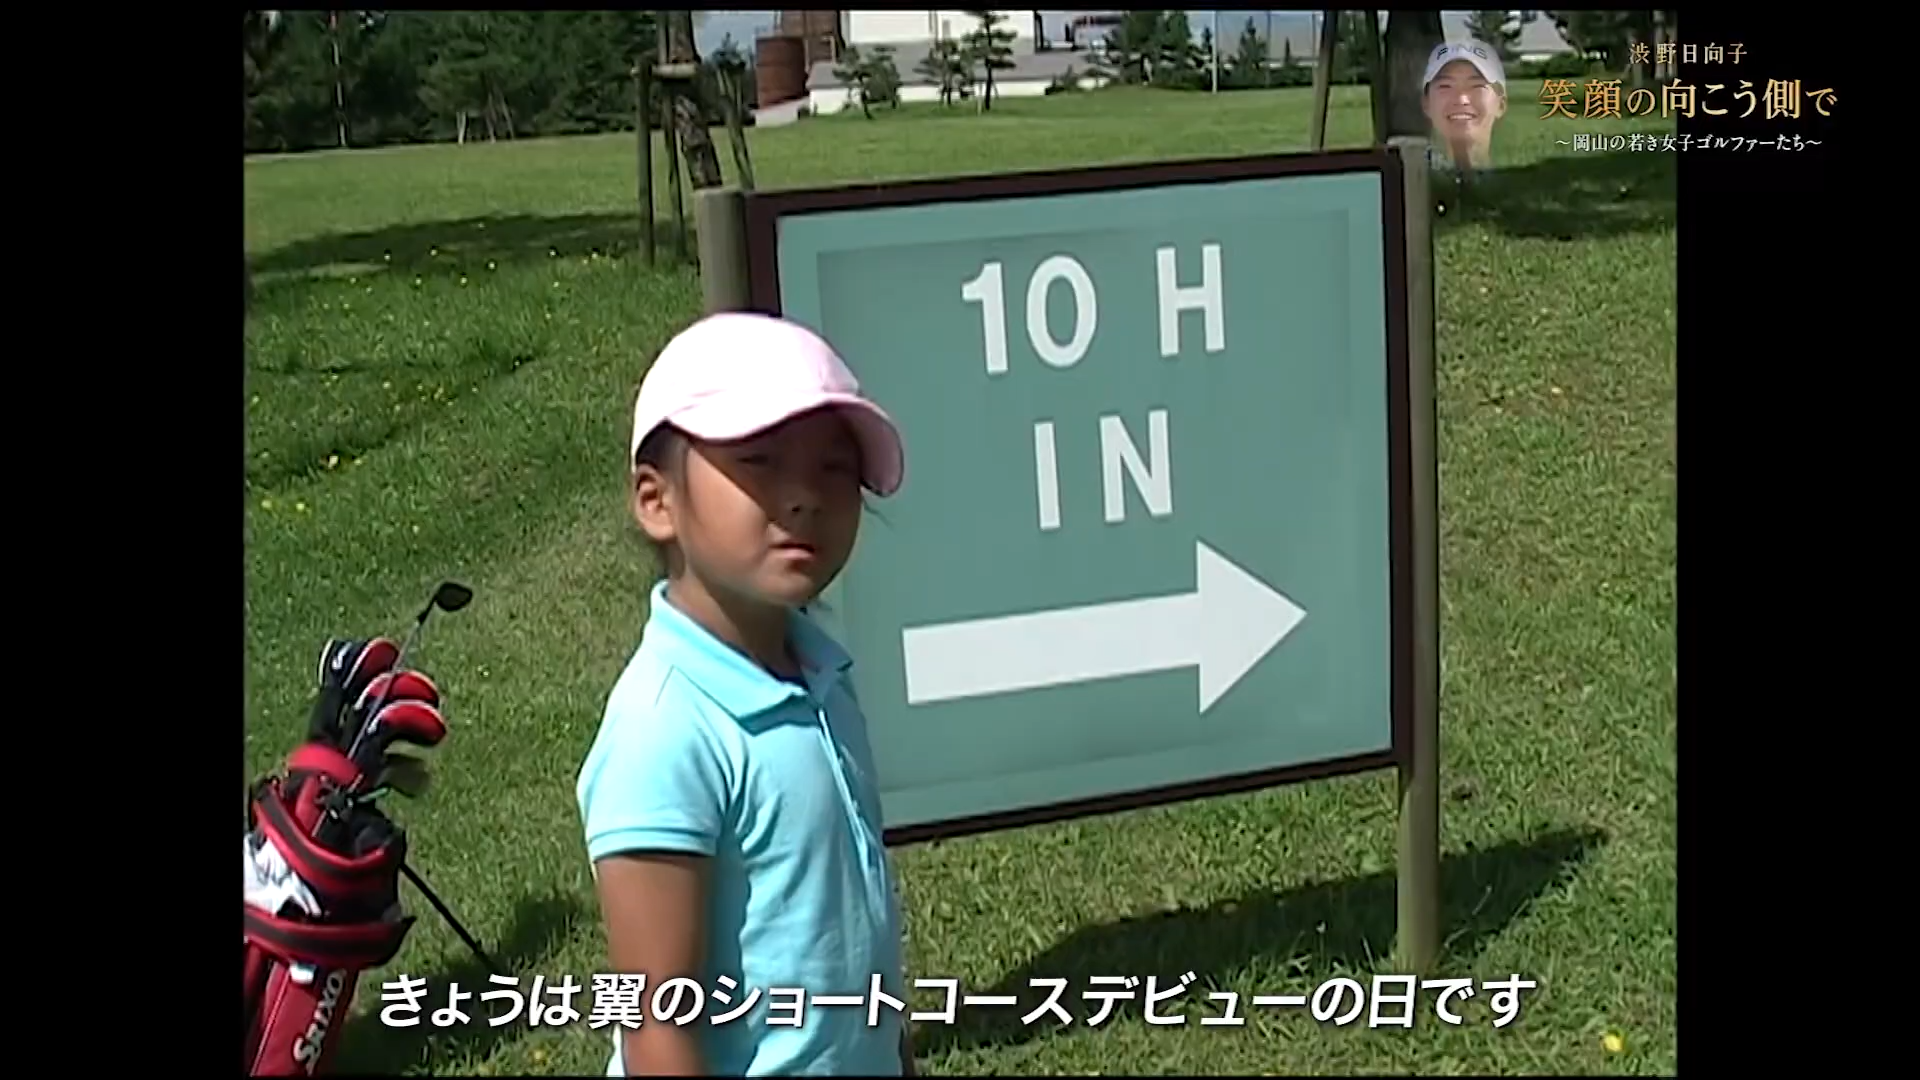 PING
渋野日向子
笑顔の向こう側で
～岡山の若き女子ゴルファーたち～
10 H
IN
SRIXON
きょうは翼のショートコースデビューの日です